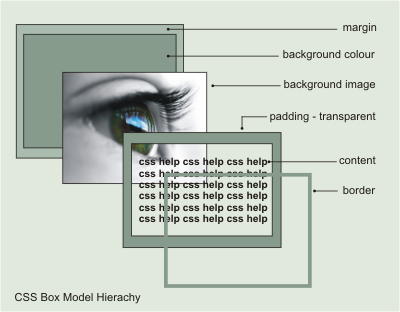 margin
background colour
background image
padding - transparent
content
border
css help css help css help
css help css help css help
css help css help css help
css help css help css help
css help css help css help
css help css help css help
CSS Box Model Hierachy